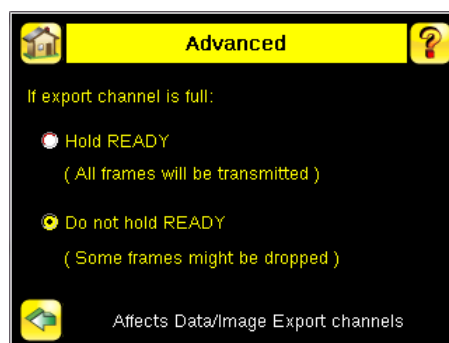 Advanced
?
If export channel is full:
Hold READY
( All frames will be transmitted )
Do not hold READY
( Some frames might be dropped )
Affects Data/Image Export channels